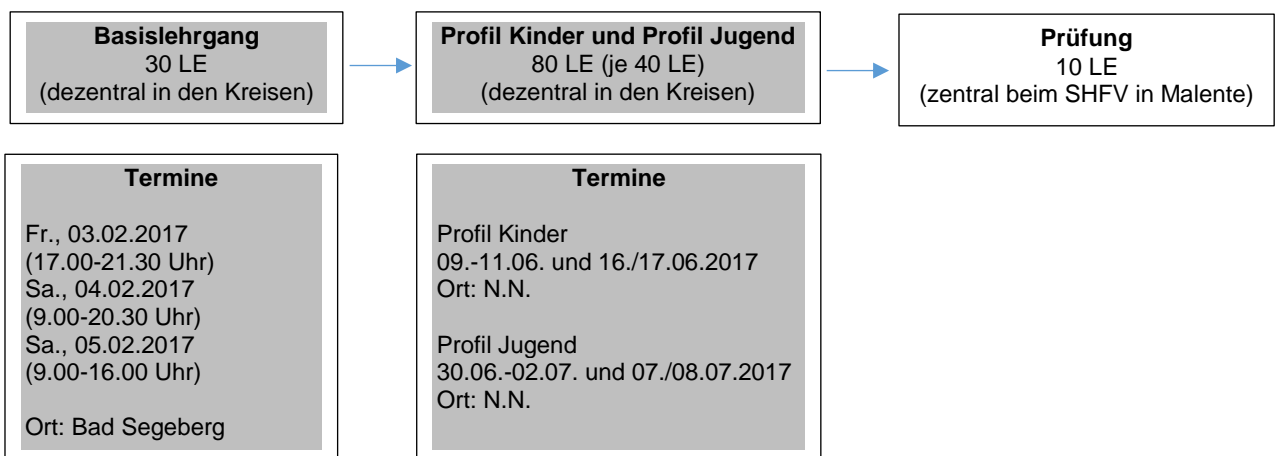 Basislehrgang
30 LE
(dezentral in den Kreisen)
Profil Kinder und Profil Jugend
80 LE (je 40 LE)
(dezentral in den Kreisen)
Prüfung
10 LE
(zentral beim SHFV in Malente)
Termine
Fr., 03.02.2017
(17.00-21.30 Uhr)
Sa., 04.02.2017
(9.00-20.30 Uhr)
Sa., 05.02.2017
(9.00-16.00 Uhr)
Ort: Bad Segeberg
Termine
Profil Kinder
09.-11.06. und 16./17.06.2017
Ort: N.N.
Profil Jugend
30.06.-02.07. und 07./08.07.2017
Ort: N.N.